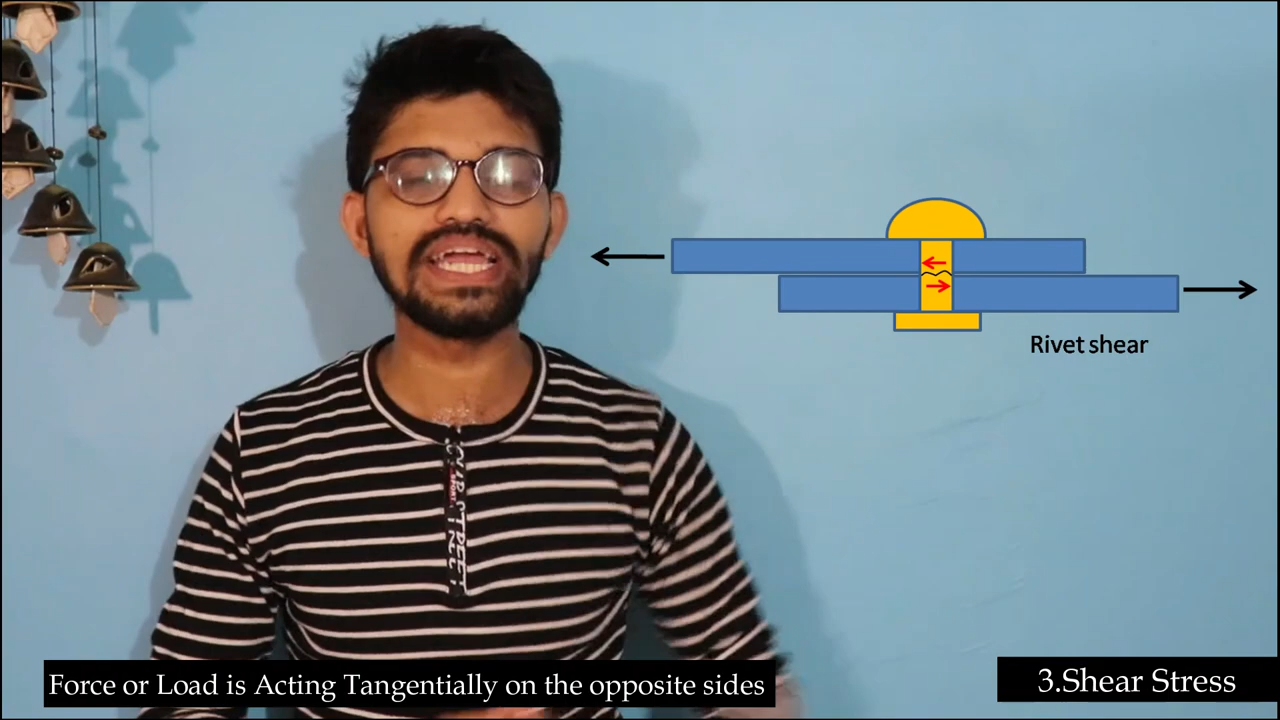 Rivet shear
Force or Load is Acting Tangentially on the opposite sides
3.Shear Stress